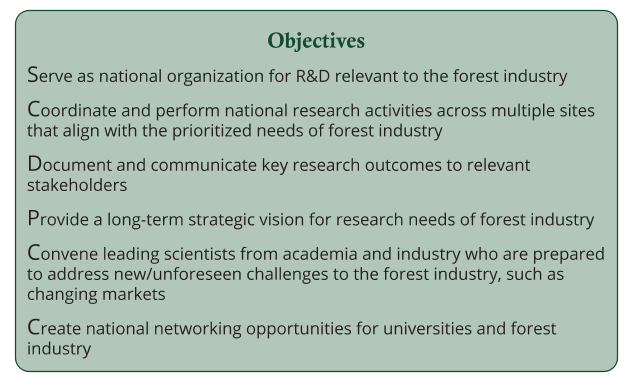 Objectives
Serve as national organization for R&D relevant to the forest industry
Coordinate and perform national research activities across multiple sites
that align with the prioritized needs of forest industry
Document and communicate key research outcomes to relevant
stakeholders
Provide a long-term strategic vision for research needs of forest industry
Convene leading scientists from academia and industry who are prepared
to address new/unforeseen challenges to the forest industry, such as
changing markets
Create national networking opportunities for universities and forest
industry